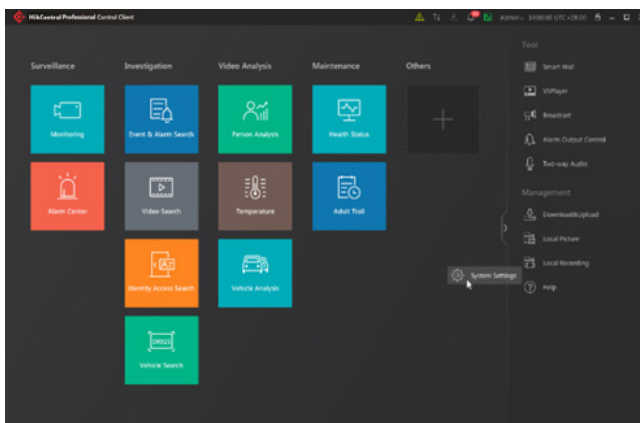 HikCentral Professional Control Client
Admin
Surveillance
Investigation
Video Analysis
Maintenance
Others
Monitoring
Event & Alarm Search
Person Analysis
Health Status
Alarm Center
Video Search
Temperature
Audit Trail
Identity Access Search
Vehicle Analysis
Vehicle Search
Tool
Smart Wall
VSPlayer
Broadcast
Alarm Output Control
Two-way Audio
Management
Download&Upload
Local Picture
Local Recording
System Settings
Help